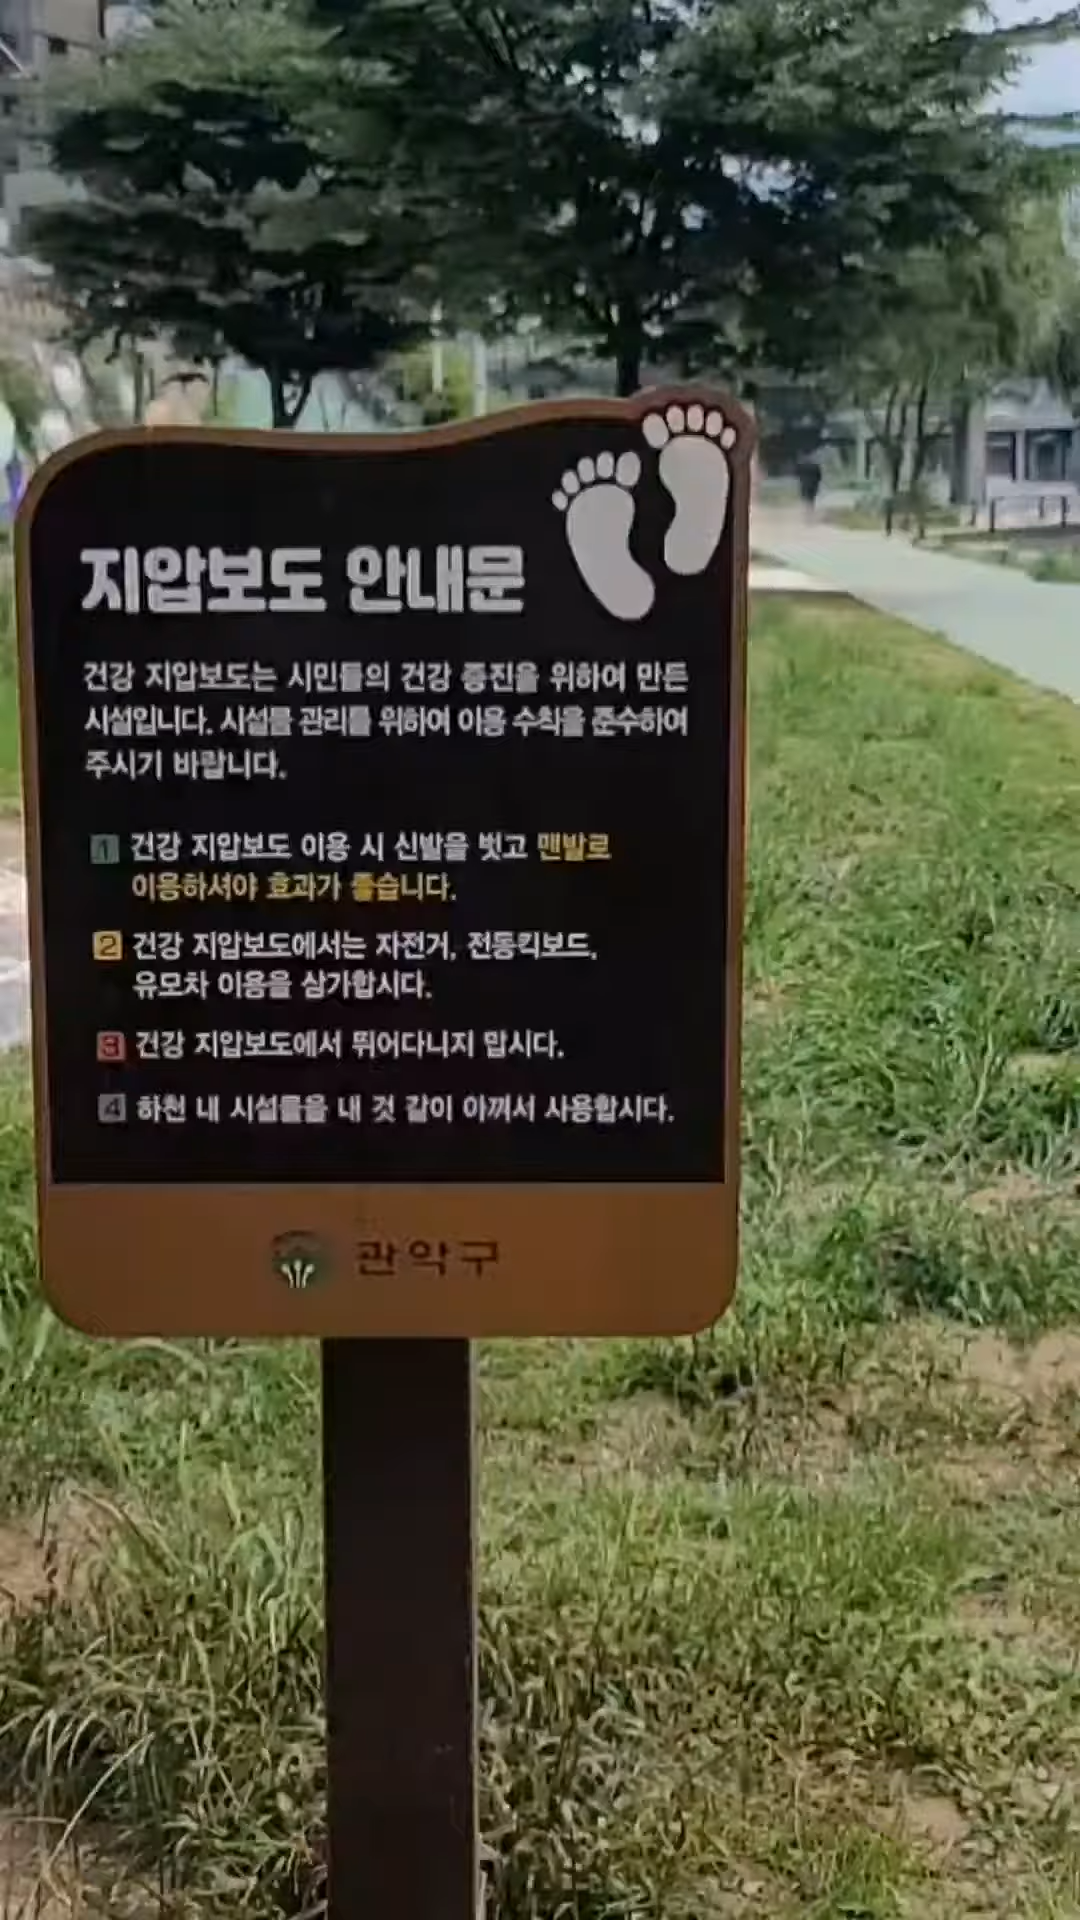 지압보도 안내문
건강 지압보도는 시민들의 건강 증진을 위하여 만든
시설입니다. 시설물 관리를 위하여 이용 수칙을 준수하여
주시기 바랍니다.
1 건강 지압보도 이용 시 신발을 벗고 맨발로
이용하셔야 효과가 좋습니다.
2 건강 지압보도에서는 자전거, 전동킥보드,
유모차 이용을 삼가합시다.
3 건강 지압보도에서 뛰어다니지 맙시다.
4 하천 내 시설물을 내 것 같이 아껴서 사용합시다.
관악구